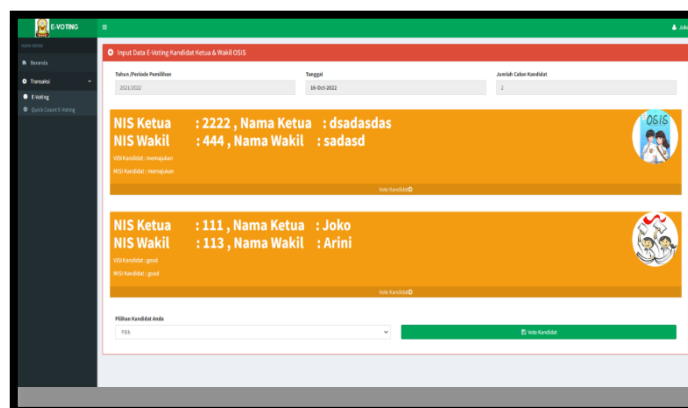 E-VOTING
Joko
MAIN MENU
Beranda
Transaksi
E-Voting
Quick Count E-Voting
Input Data E-Voting Kandidat Ketua & Wakil OSIS
Tahun /Periode Pemilihan
Tanggal
Jumlah Calon Kandidat
2021/2022
16-Oct-2022
2
NIS Ketua : 2222 , Nama Ketua : dsadasdas
NIS Wakil : 444 , Nama Wakil : sadasd
VISI Kandidat : memajukan
MISI Kandidat : memajukan
OSIS
Vote Kandidat
NIS Ketua : 111 , Nama Ketua : Joko
NIS Wakil : 113 , Nama Wakil : Arini
VISI Kandidat : good
MISI Kandidat : good
Vote Kandidat
Pilihan Kandidat Anda
Pilih
Vote Kandidat